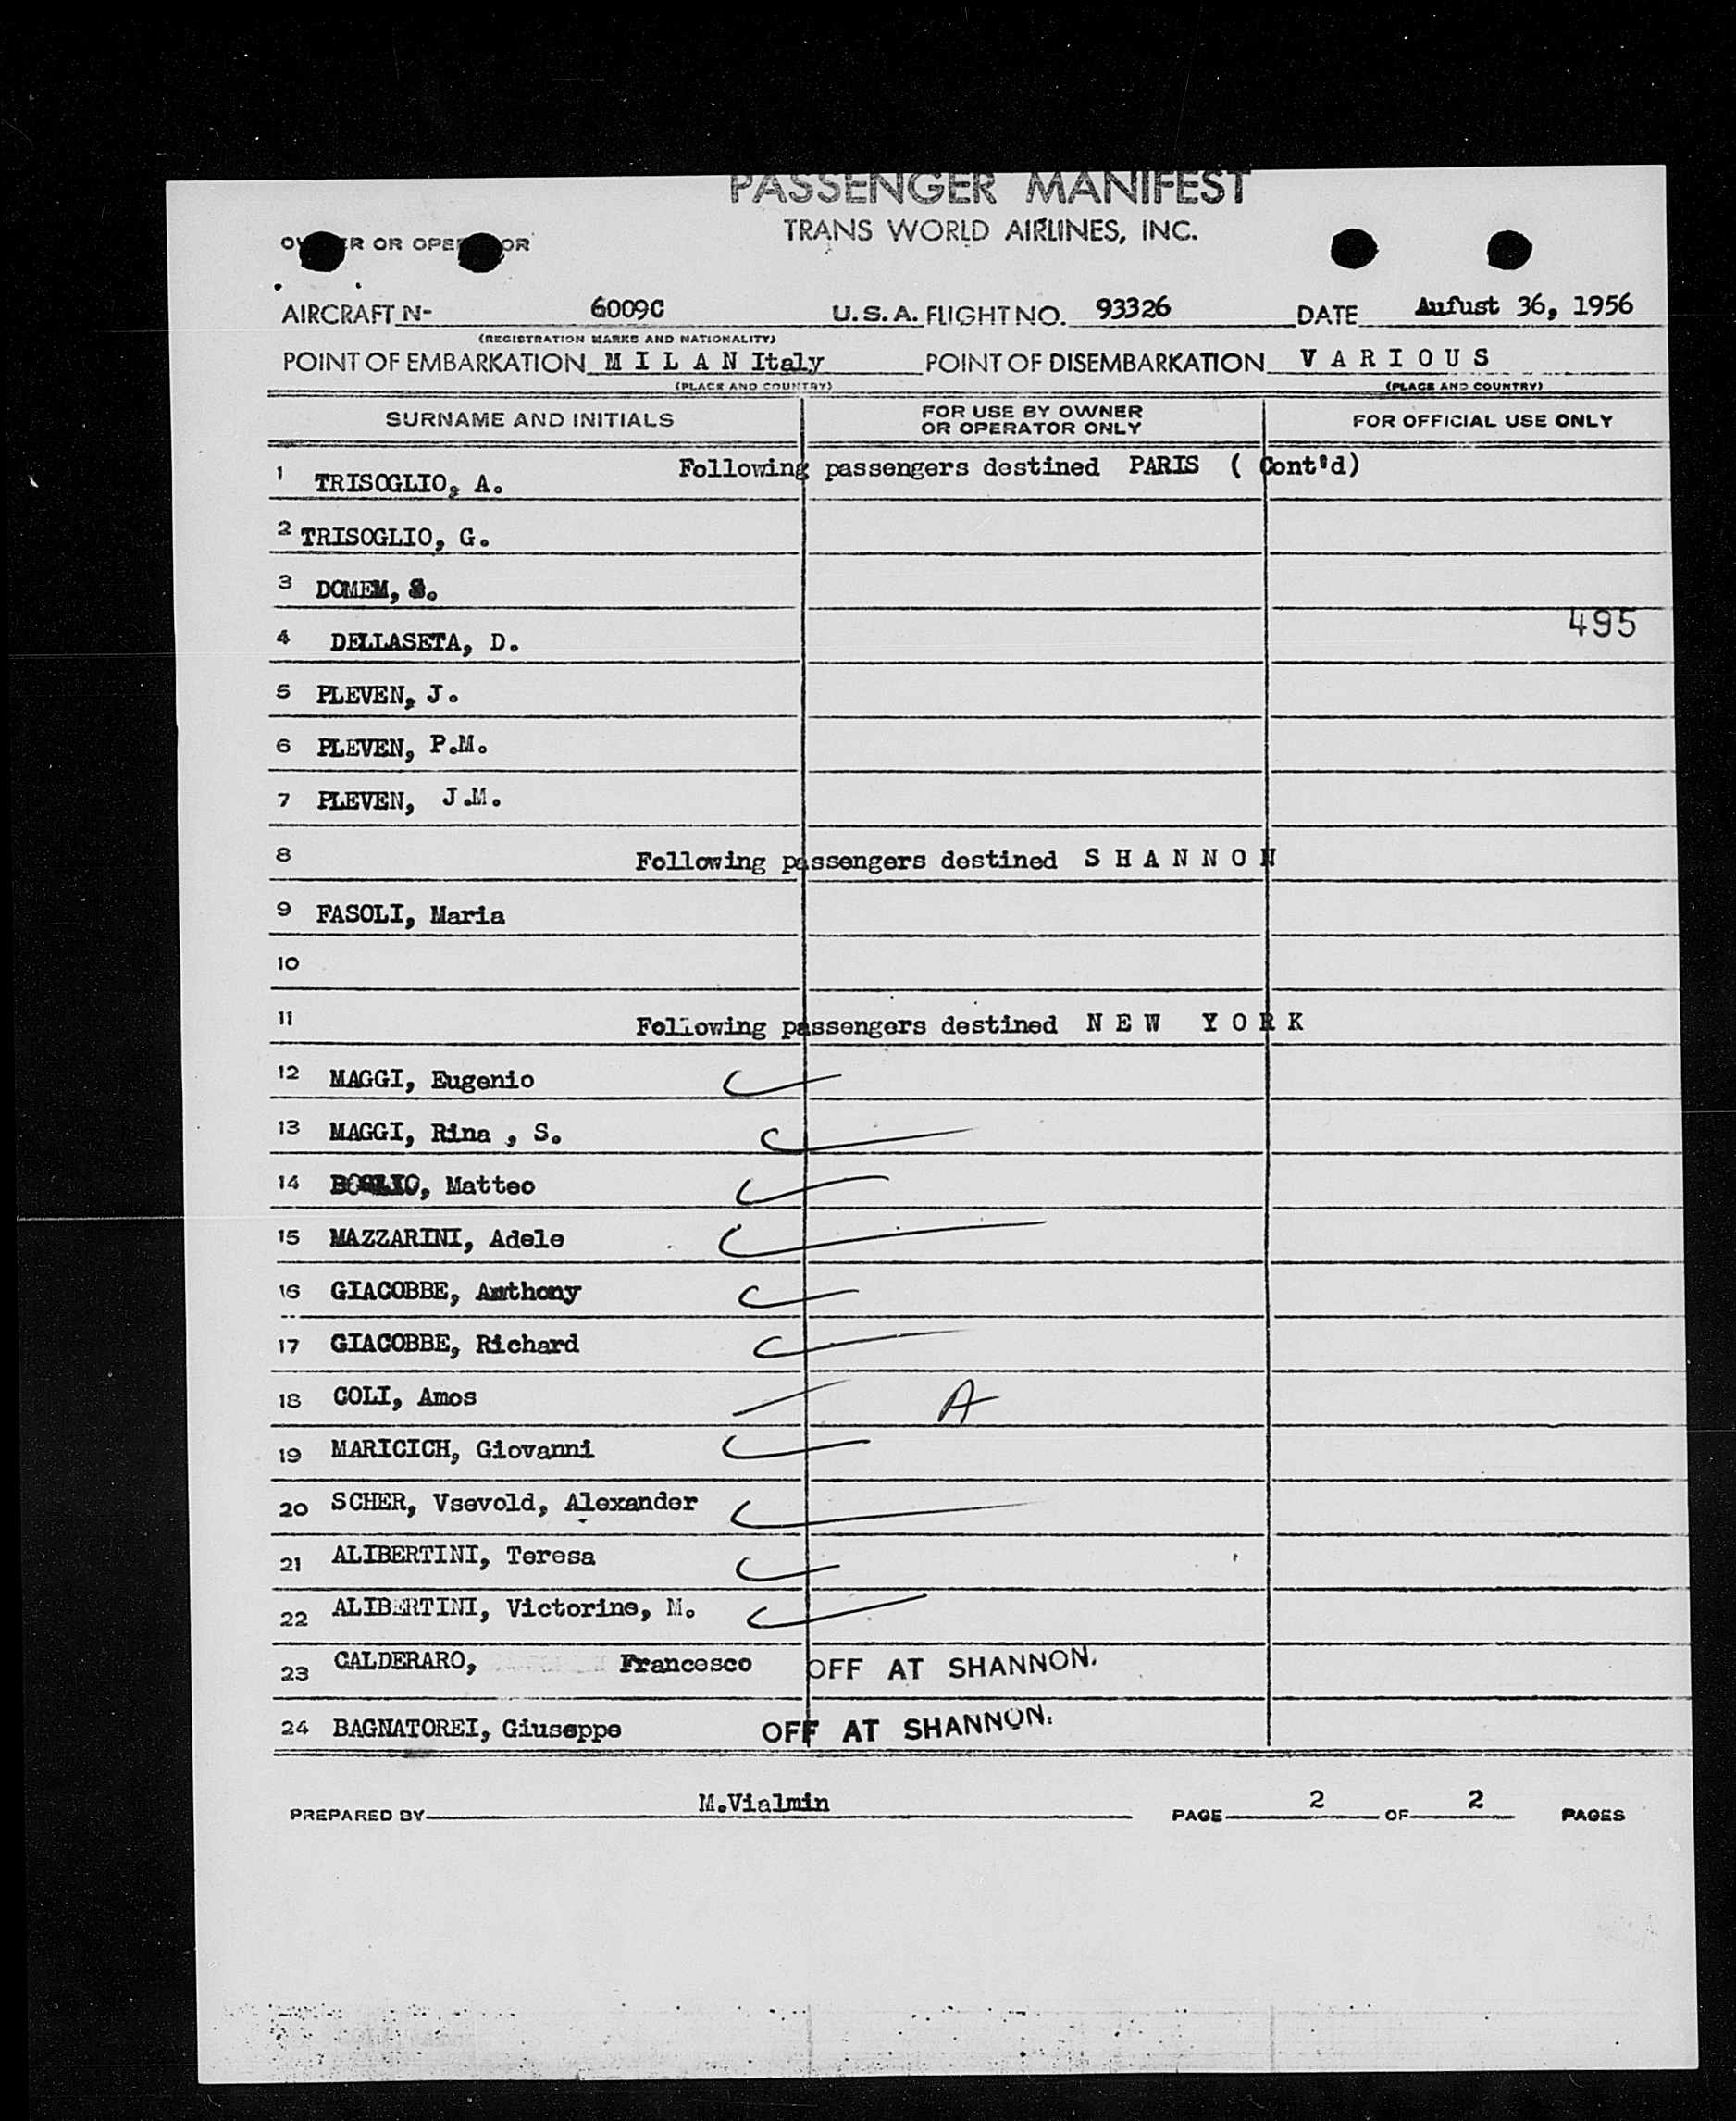 PASSENGER MANIFEST
TRANS WORLD AIRLINES, INC.
OWNER OR OPERATOR
AIRCRAFT N- 6009C U.S.A. FLIGHT NO. 93326 DATE Aufust 36, 1956
(REGISTRATION MARKS AND NATIONALITY)
POINT OF EMBARKATION M I L A N Italy POINT OF DISEMBARKATION V A R I O U S
(PLACE AND COUNTRY) (PLACE AND COUNTRY)
SURNAME AND INITIALS FOR USE BY OWNER OR OPERATOR ONLY FOR OFFICIAL USE ONLY
Following passengers destined PARIS ( Cont'd)
1 TRISOGLIO, A.
2 TRISOGLIO, G.
3 DOMEM, S.
495
4 DELLASETA, D.
5 PLEVEN, J.
6 PLEVEN, P.M.
7 PLEVEN, J.M.
8 Following passengers destined S H A N N O N
9 FASOLI, Maria
10
11 Following passengers destined N E W Y O R K
12 MAGGI, Eugenio
13 MAGGI, Rina , S.
14 BOGLIO, Matteo
15 MAZZARINI, Adele
16 GIACOBBE, Anthony
17 GIACOBBE, Richard
18 COLI, Amos A
19 MARICICH, Giovanni
20 SCHER, Vsevold, Alexander
21 ALIBERTINI, Teresa
22 ALIBERTINI, Victorine, M.
23 CALDERARO, Francesco OFF AT SHANNON.
24 BAGNATOREI, Giuseppe OFF AT SHANNON.
PREPARED BY M.Vialmin PAGE 2 OF 2 PAGES